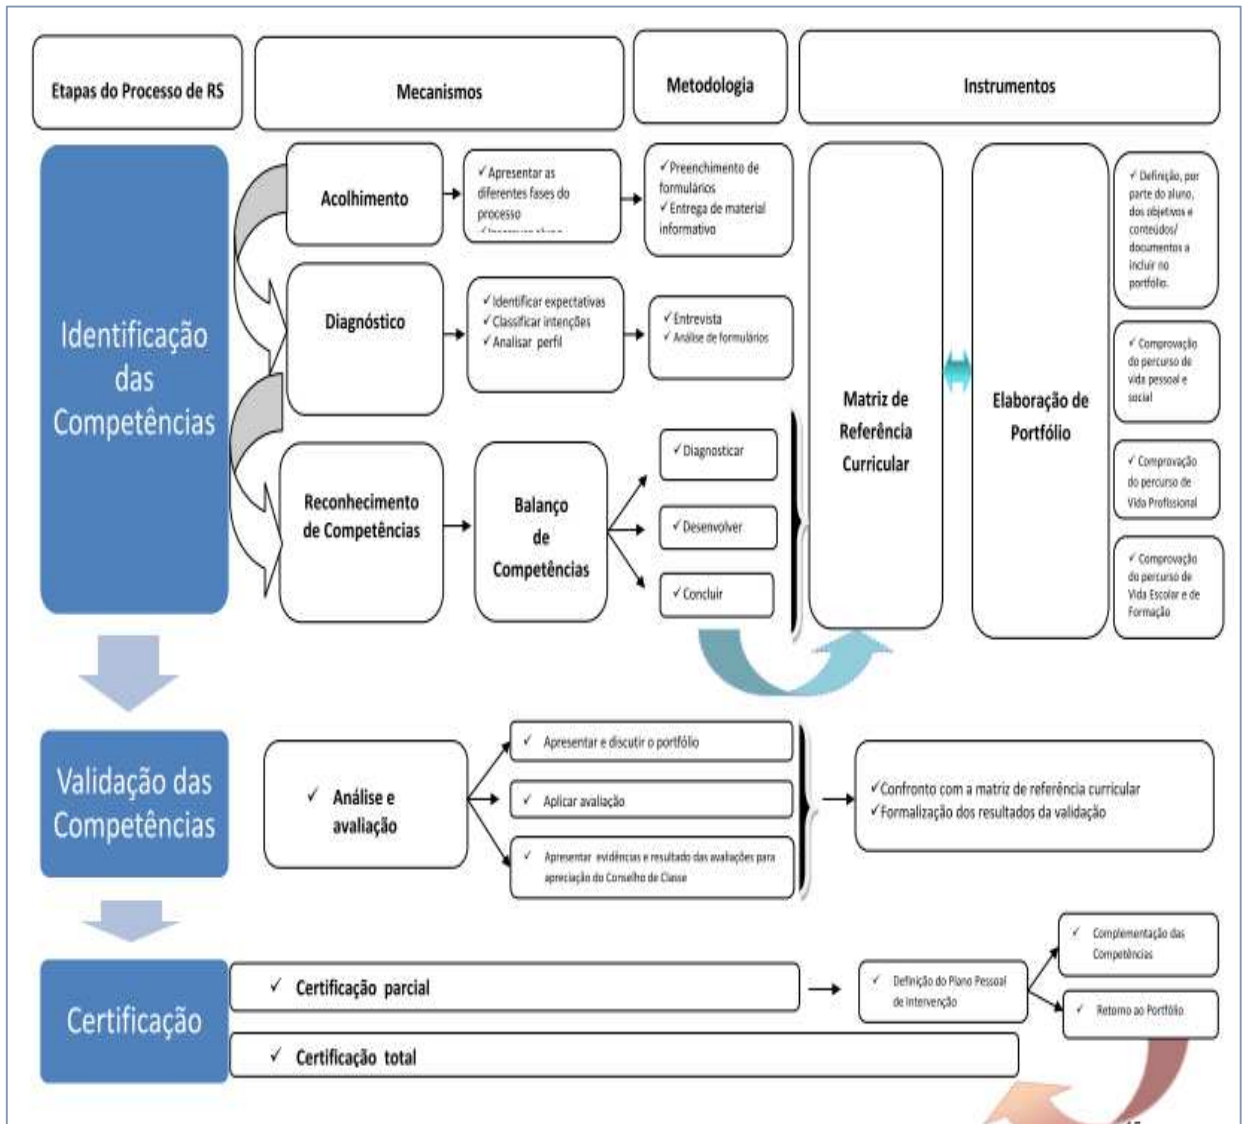 Etapas do Processo de RS
Mecanismos
Metodologia
Instrumentos
Identificação
das
Competências
Acolhimento
✓Apresentar as
diferentes fases do
processo
✓Preenchimento de
formulários
✓Entrega de material
informativo
Diagnóstico
✓Identificar expectativas
✓Classificar intenções
✓Analisar perfil
✓Entrevista
✓Análise de formulários
Reconhecimento
de Competências
Balanço
de
Competências
✓Diagnosticar
✓Desenvolver
✓Concluir
Matriz de
Referência
Curricular
Elaboração de
Portfólio
✓ Definição, por
parte do aluno,
dos objetivos e
conteúdos/
documentos a
incluir no
portfólio.
✓ Comprovação
do percurso de
vida pessoal e
social
✓ Comprovação
do percurso de
Vida Profissional
✓ Comprovação
do percurso de
Vida Escolar e de
Formação
Validação das
Competências
✓ Análise e
avaliação
✓ Apresentar e discutir o portfólio
✓ Aplicar avaliação
✓ Apresentar evidências e resultado das avaliações para
apreciação do Conselho de Classe
✓Confronto com a matriz de referência curricular
✓Formalização dos resultados da validação
Certificação
✓ Certificação parcial
✓ Definição do Plano Pessoal
de Intervenção
✓ Complementação das
Competências
✓ Retorno ao Portfólio
✓ Certificação total